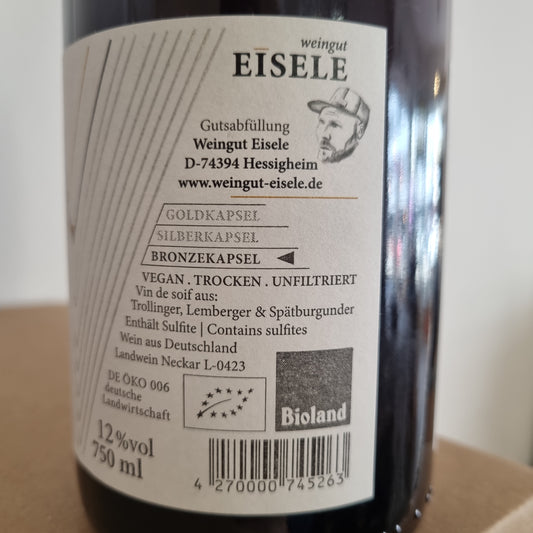 weingut
EISELE
Gutsabfüllung
Weingut Eisele
D-74394 Hessigheim
www.weingut-eisele.de
GOLDKAPSEL
SILBERKAPSEL
BRONZEKAPSEL
VEGAN . TROCKEN . UNFILTRIERT
Vin de soif aus:
Trollinger, Lemberger & Spätburgunder
Enthält Sulfite | Contains sulfites
Wein aus Deutschland
Landwein Neckar L-0423
DE ÖKO 006
deutsche
Landwirtschaft
Bioland
12%vol
750 ml
4 270000 745263